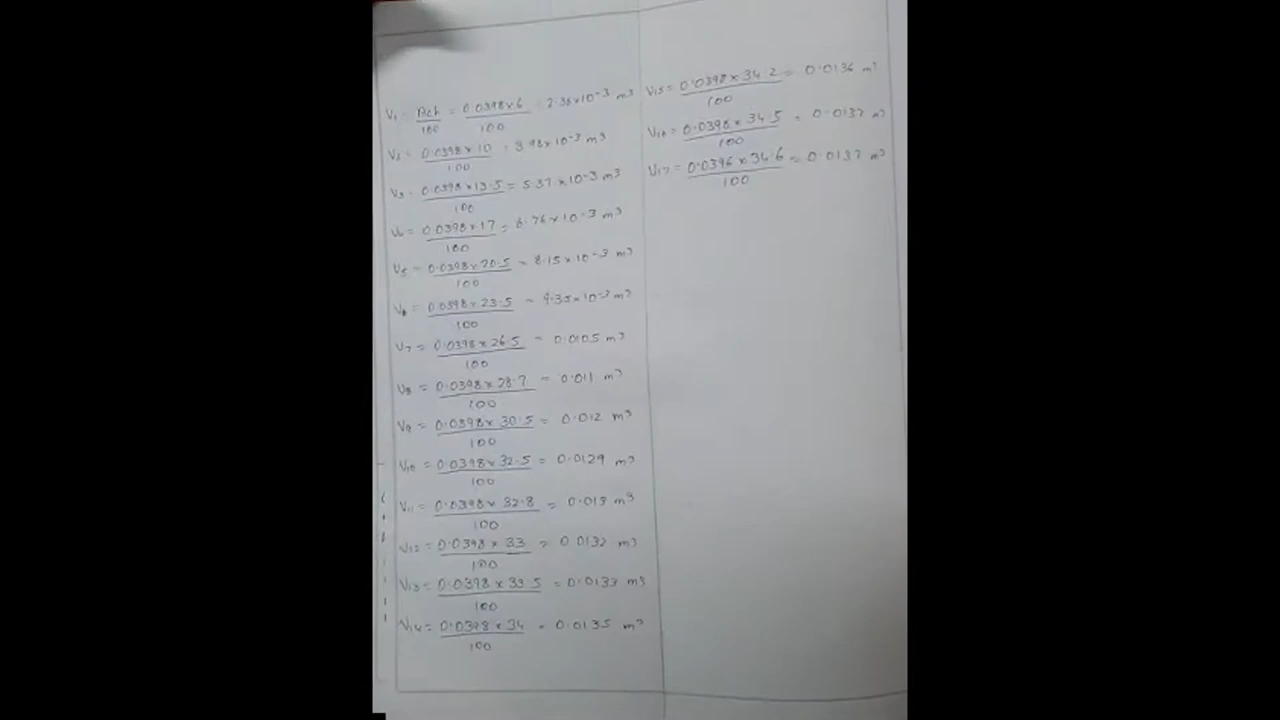 V1 = Ach/100 = 0.0398×6/100 = 2.38×10-3 m3
V2 = 0.0398×10/100 = 3.98×10-3 m3
V3 = 0.0398×13.5/100 = 5.37×10-3 m3
V4 = 0.0398×17/100 = 6.76×10-3 m3
V5 = 0.0398×20.5/100 = 8.15×10-3 m3
V6 = 0.0398×23.5/100 = 9.35×10-3 m3
V7 = 0.0398×26.5/100 = 0.0105 m3
V8 = 0.0398×28.7/100 = 0.011 m3
V9 = 0.0398×30.5/100 = 0.012 m3
V10 = 0.0398×32.5/100 = 0.0129 m3
V11 = 0.0398×32.8/100 = 0.013 m3
V12 = 0.0398×33/100 = 0.0132 m3
V13 = 0.0398×33.5/100 = 0.0133 m3
V14 = 0.0398×34/100 = 0.0135 m3
V15 = 0.0398×34.2/100 = 0.0136 m3
V16 = 0.0398×34.5/100 = 0.0137 m3
V17 = 0.0396×34.6/100 = 0.0137 m3